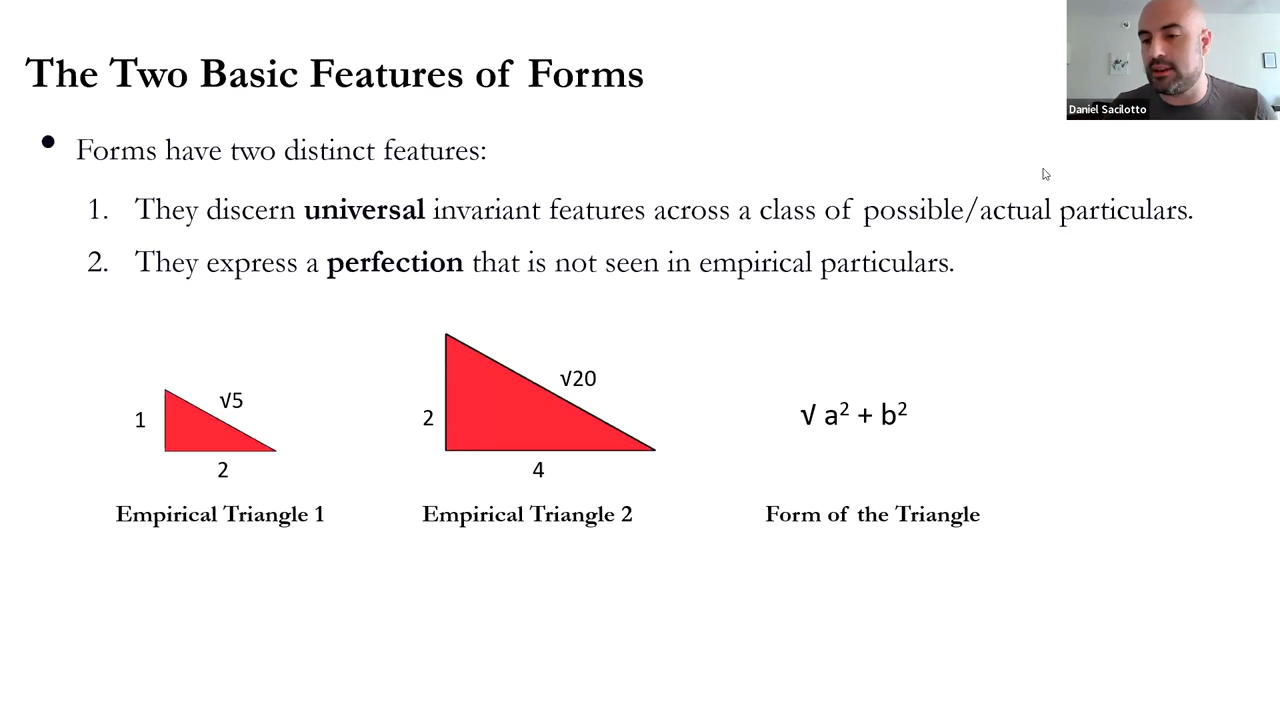 The Two Basic Features of Forms
Daniel Sacilotto
• Forms have two distinct features:
1. They discern universal invariant features across a class of possible/actual particulars.
2. They express a perfection that is not seen in empirical particulars.
1
√5
2
Empirical Triangle 1
2
√20
4
Empirical Triangle 2
√ a² + b²
Form of the Triangle